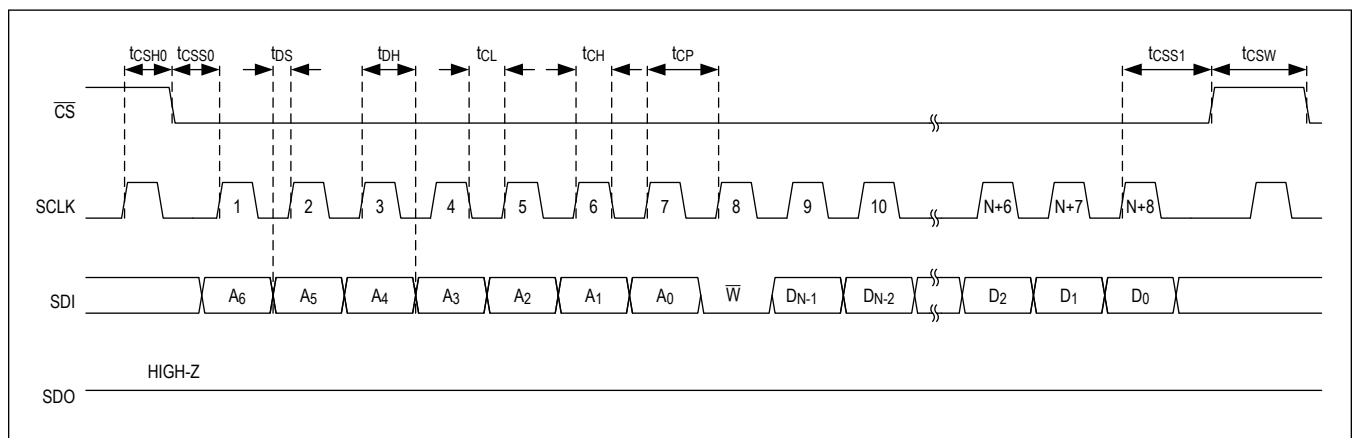 tCSH0 tCSS0 tDS tDH tCL tCH tCP tCSS1 tCSW
C̅S̅
SCLK 1 2 3 4 5 6 7 8 9 10 N+6 N+7 N+8
SDI A6 A5 A4 A3 A2 A1 A0 W̅ DN-1 DN-2 D2 D1 D0
HIGH-Z
SDO